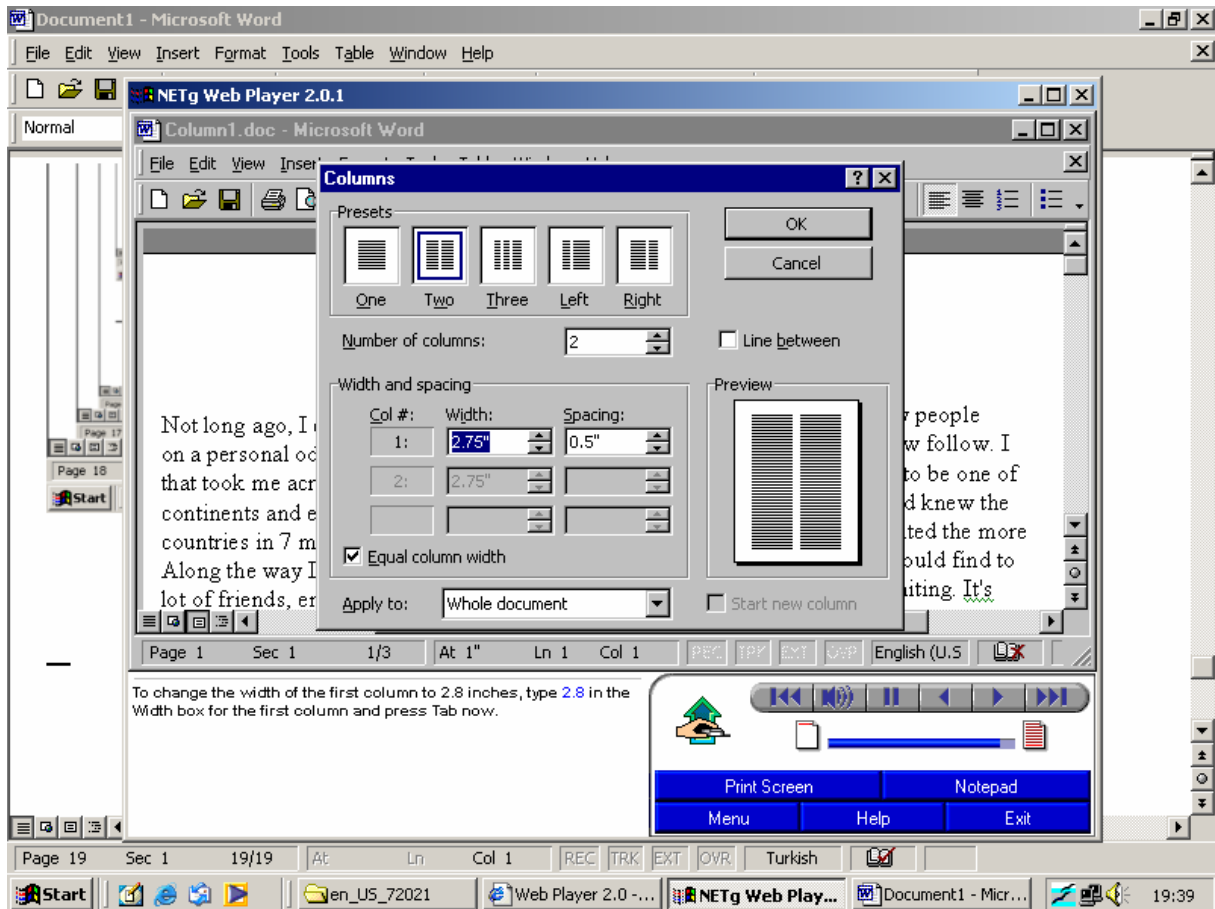 Document1 - Microsoft Word
File Edit View Insert Format Tools Table Window Help
NETg Web Player 2.0.1
Normal
Column1.doc - Microsoft Word
File Edit View
Columns
Presets
OK
Cancel
One Two Three Left Right
Number of columns: 2
Line between
Width and spacing
Preview
Col #: Width: Spacing:
1: 2.75" 0.5"
2: 2.75"
Equal column width
Apply to: Whole document
Start new column
Not long ago, I
people
on a personal
follow. I
that took me
to be one of
continents and
knew the
countries in 7
the more
Along the way I
find to
lot of friends,
It's
Page 17
Page 18
Start
Page 1 Sec 1 1/3 At 1" Ln 1 Col 1 REC TRK EXT OVR English (U.S
To change the width of the first column to 2.8 inches, type 2.8 in the
Width box for the first column and press Tab now.
Print Screen Notepad
Menu Help Exit
Page 19 Sec 1 19/19 At Ln Col 1 REC TRK EXT OVR Turkish
Start en_US_72021 Web Player 2.0 -... NETg Web Play... Document1 - Micr... 19:39